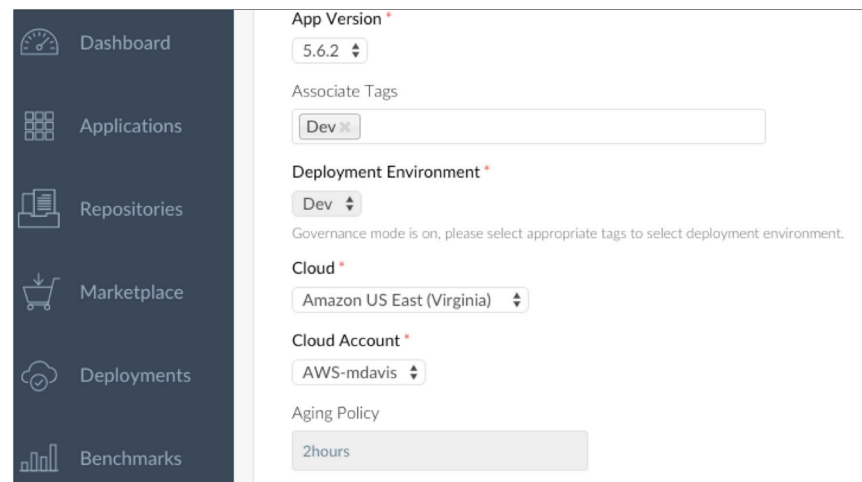 Dashboard
Applications
Repositories
Marketplace
Deployments
Benchmarks
App Version *
5.6.2
Associate Tags
Dev
Deployment Environment *
Dev
Governance mode is on, please select appropriate tags to select deployment environment.
Cloud *
Amazon US East (Virginia)
Cloud Account *
AWS-mdavis
Aging Policy
2hours